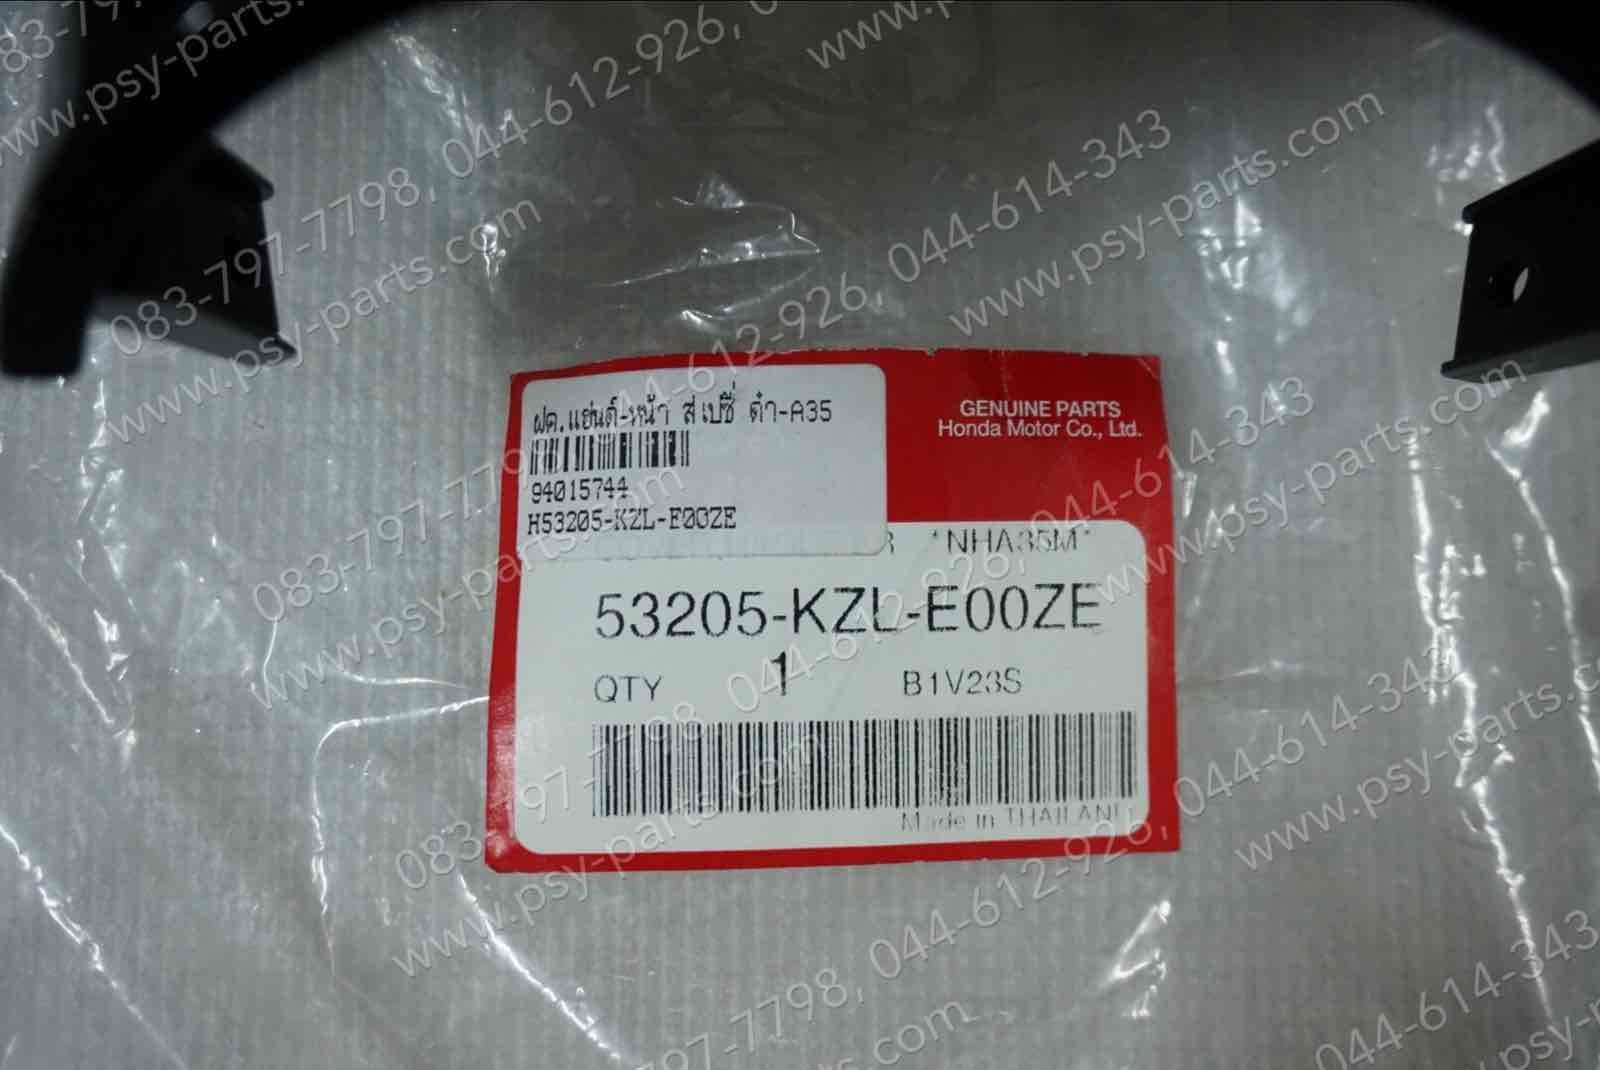 ฝค.แฮนด์-หน้า สเปซี่ ดำ-A35
94015744
H53205-KZL-E00ZE
GENUINE PARTS
Honda Motor Co., Ltd.
*NHA35M*
53205-KZL-E00ZE
QTY 1 B1V23S
Made in THAILAND
083-797-7798, 044-612-926, 044-614-343
www.psy-parts.com